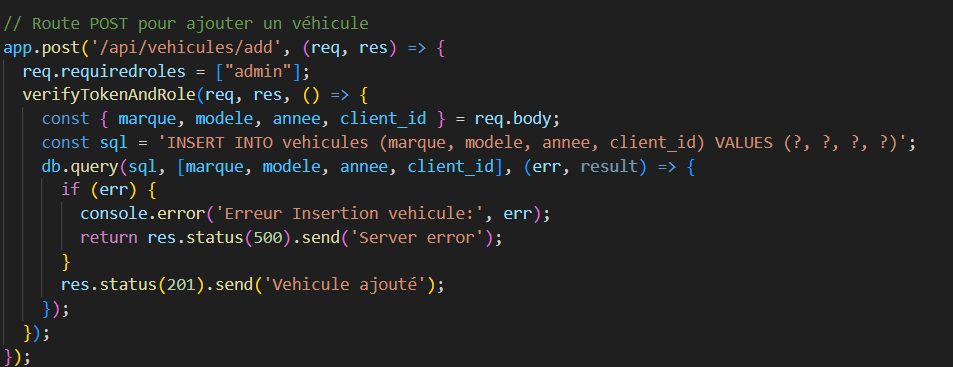 // Route POST pour ajouter un véhicule
app.post('/api/vehicules/add', (req, res) => {
  req.requiredroles = ["admin"];
  verifyTokenAndRole(req, res, () => {
    const { marque, modele, annee, client_id } = req.body;
    const sql = 'INSERT INTO vehicules (marque, modele, annee, client_id) VALUES (?, ?, ?, ?)';
    db.query(sql, [marque, modele, annee, client_id], (err, result) => {
      if (err) {
        console.error('Erreur Insertion vehicule:', err);
        return res.status(500).send('Server error');
      }
      res.status(201).send('Vehicule ajouté');
    });
  });
});